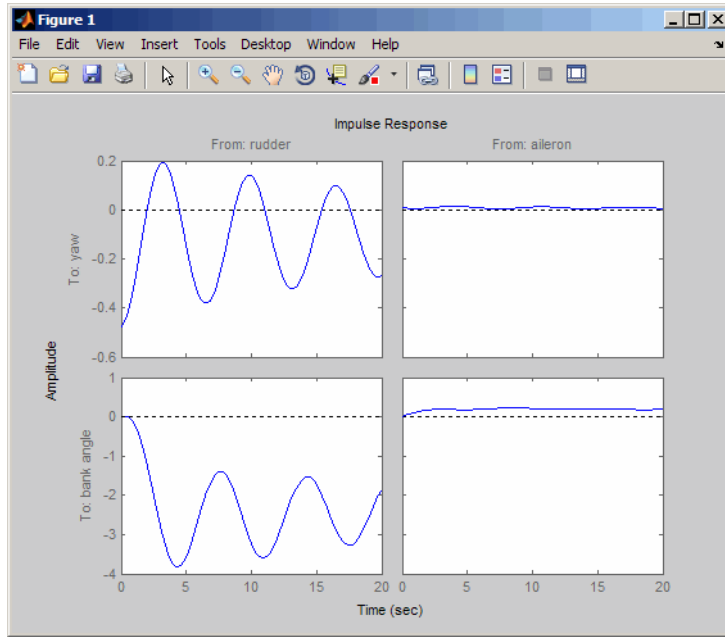 Figure 1
File Edit View Insert Tools Desktop Window Help
Impulse Response
From: rudder
From: aileron
0.2
0
-0.2
-0.4
-0.6
To: yaw
Amplitude
1
0
-1
-2
-3
-4
To: bank angle
0 5 10 15 20
0 5 10 15 20
Time (sec)